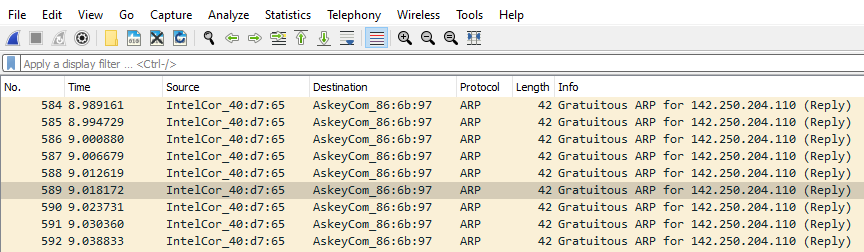 File Edit View Go Capture Analyze Statistics Telephony Wireless Tools Help
Apply a display filter ... <Ctrl-/>
No. Time Source Destination Protocol Length Info
584 8.989161 IntelCor_40:d7:65 AskeyCom_86:6b:97 ARP 42 Gratuitous ARP for 142.250.204.110 (Reply)
585 8.994729 IntelCor_40:d7:65 AskeyCom_86:6b:97 ARP 42 Gratuitous ARP for 142.250.204.110 (Reply)
586 9.000880 IntelCor_40:d7:65 AskeyCom_86:6b:97 ARP 42 Gratuitous ARP for 142.250.204.110 (Reply)
587 9.006679 IntelCor_40:d7:65 AskeyCom_86:6b:97 ARP 42 Gratuitous ARP for 142.250.204.110 (Reply)
588 9.012619 IntelCor_40:d7:65 AskeyCom_86:6b:97 ARP 42 Gratuitous ARP for 142.250.204.110 (Reply)
589 9.018172 IntelCor_40:d7:65 AskeyCom_86:6b:97 ARP 42 Gratuitous ARP for 142.250.204.110 (Reply)
590 9.023731 IntelCor_40:d7:65 AskeyCom_86:6b:97 ARP 42 Gratuitous ARP for 142.250.204.110 (Reply)
591 9.030360 IntelCor_40:d7:65 AskeyCom_86:6b:97 ARP 42 Gratuitous ARP for 142.250.204.110 (Reply)
592 9.038833 IntelCor_40:d7:65 AskeyCom_86:6b:97 ARP 42 Gratuitous ARP for 142.250.204.110 (Reply)